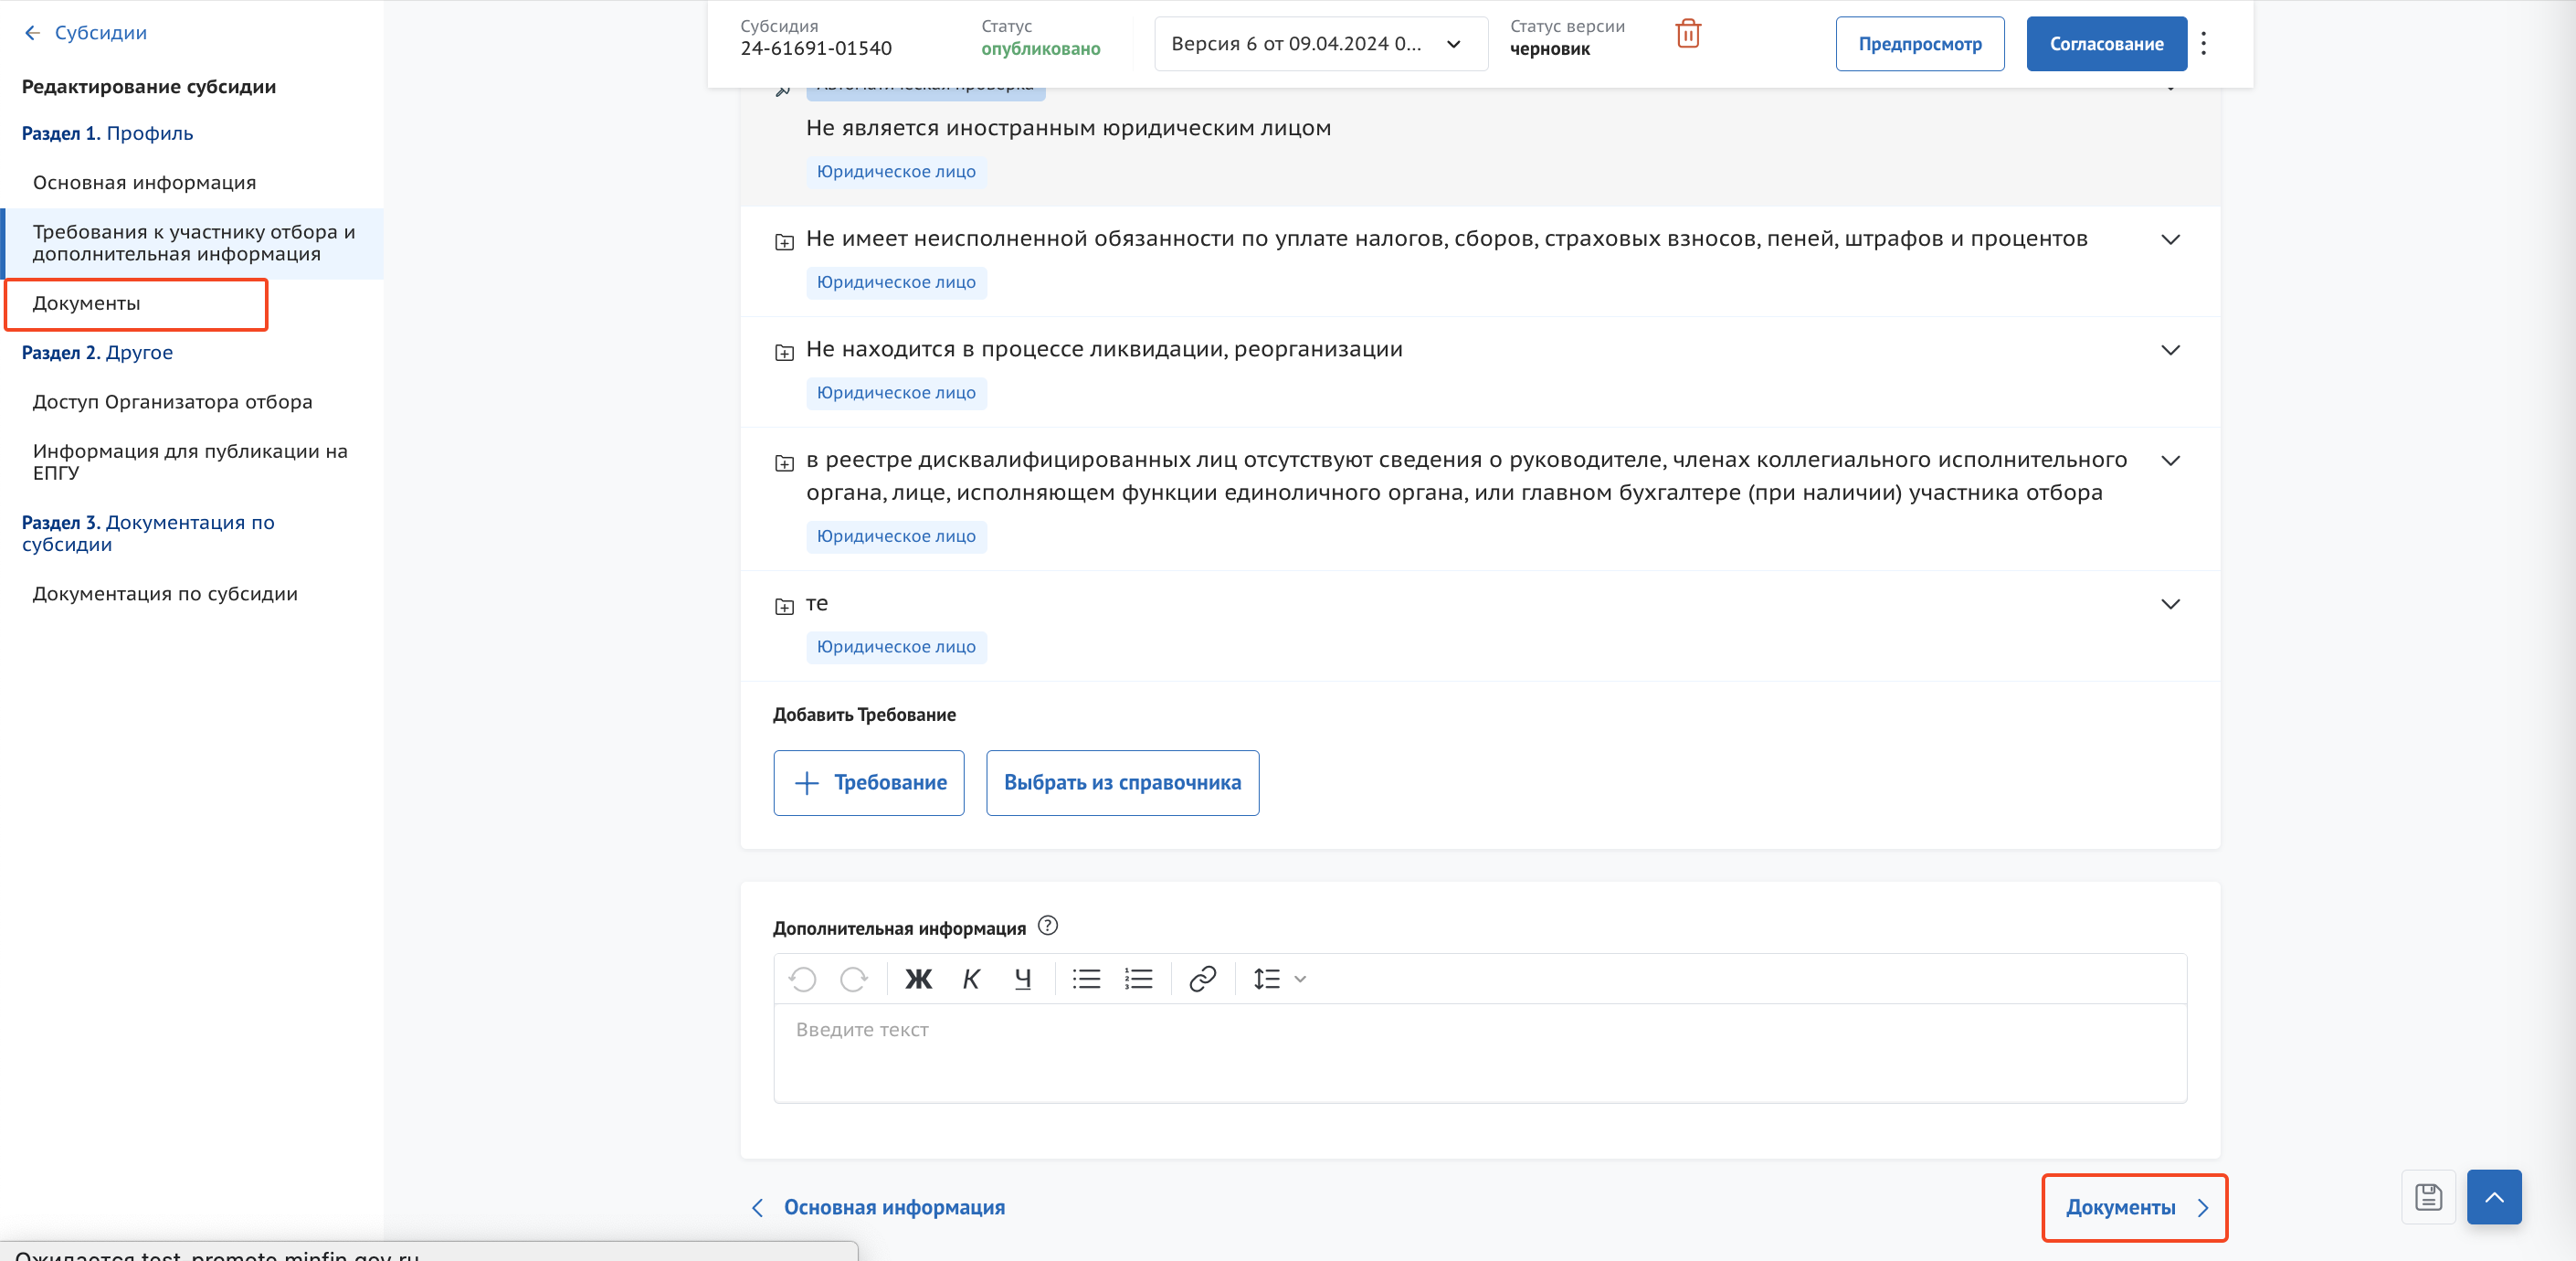 Субсидии
Редактирование субсидии
Раздел 1. Профиль
Основная информация
Требования к участнику отбора и
дополнительная информация
Документы
Раздел 2. Другое
Доступ Организатора отбора
Информация для публикации на
ЕПГУ
Раздел 3. Документация по
субсидии
Документация по субсидии
Субсидия
24-61691-01540
Статус
опубликовано
Версия 6 от 09.04.2024 0...
Статус версии
черновик
Предпросмотр
Согласование
Автоматическая проверка
Не является иностранным юридическим лицом
Юридическое лицо
Не имеет неисполненной обязанности по уплате налогов, сборов, страховых взносов, пеней, штрафов и процентов
Юридическое лицо
Не находится в процессе ликвидации, реорганизации
Юридическое лицо
в реестре дисквалифицированных лиц отсутствуют сведения о руководителе, членах коллегиального исполнительного
органа, лице, исполняющем функции единоличного органа, или главном бухгалтере (при наличии) участника отбора
Юридическое лицо
те
Юридическое лицо
Добавить Требование
Требование
Выбрать из справочника
Дополнительная информация ?
Ж К Ч
Введите текст
Основная информация
Документы
Ожидается test-promote.minfin.gov.ru